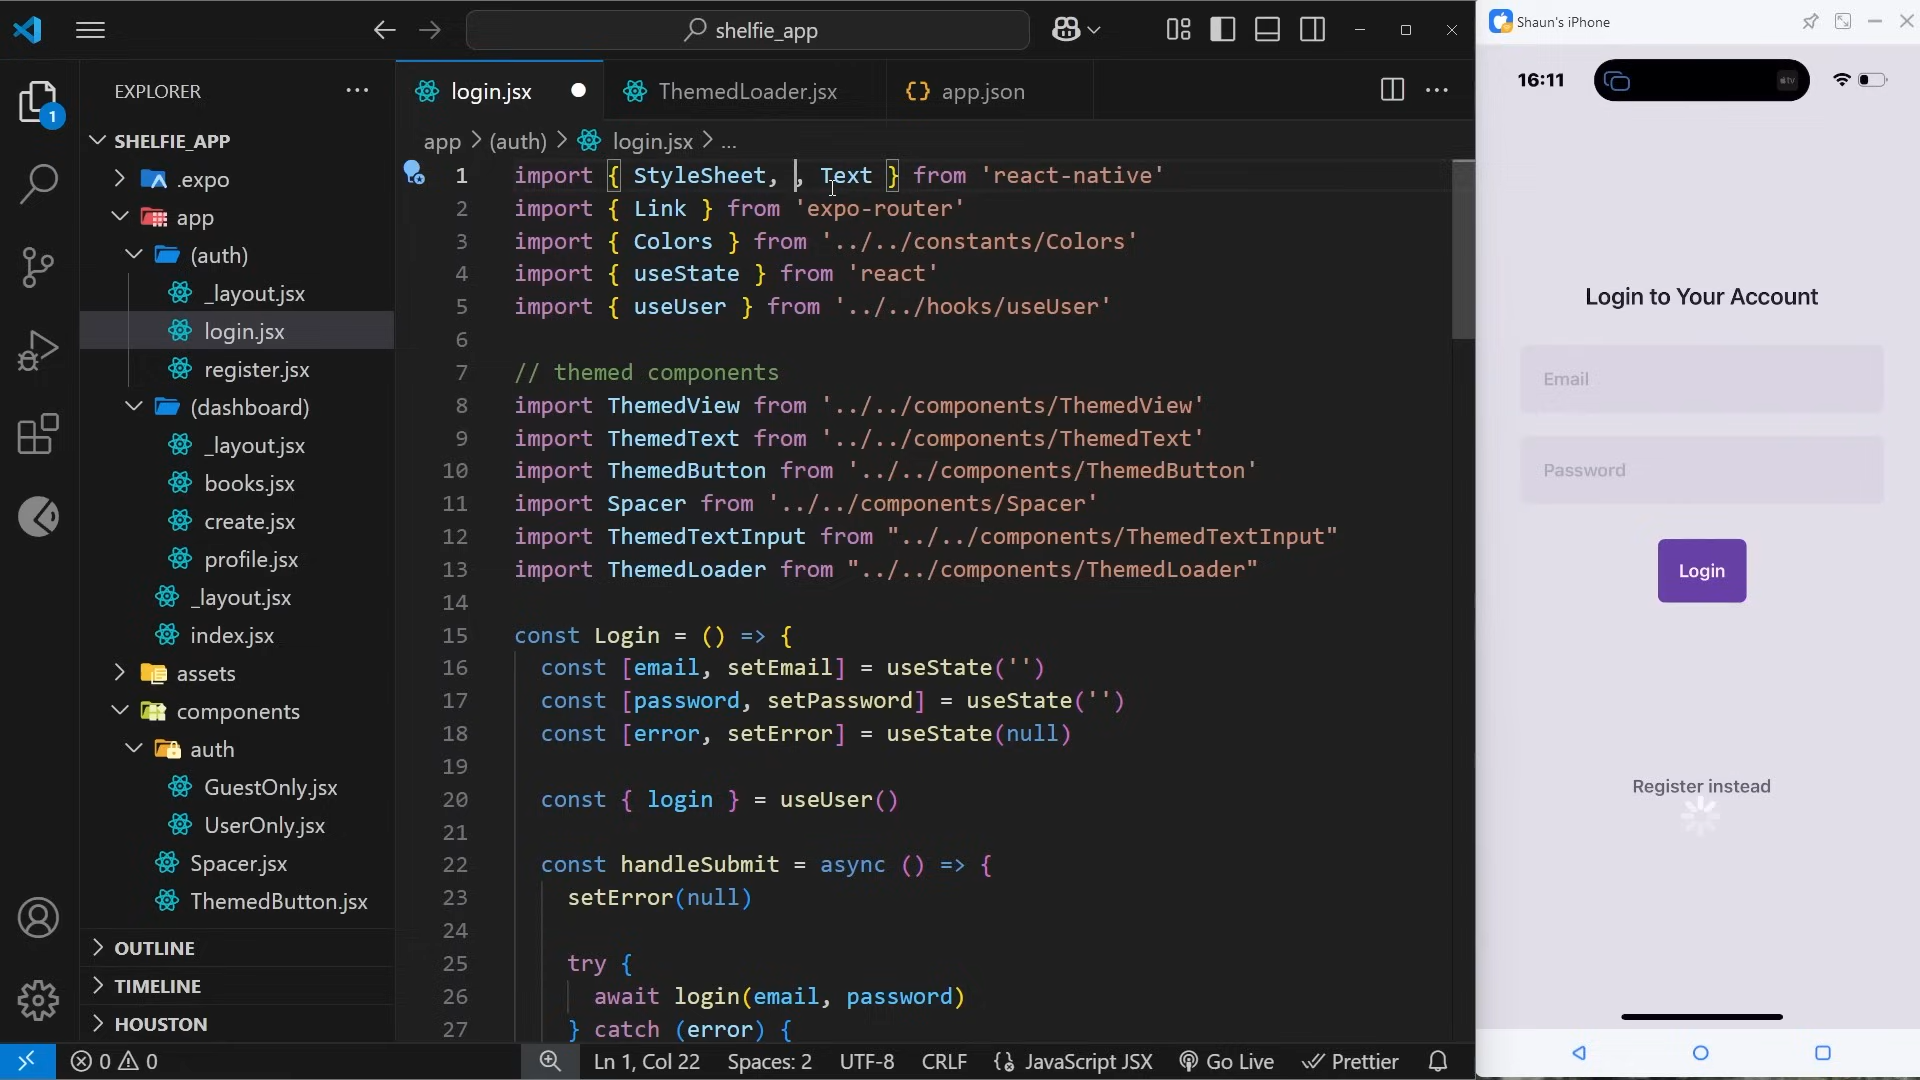 shelfie_app
Shaun's iPhone
EXPLORER
login.jsx
ThemedLoader.jsx
app.json
app > (auth) > login.jsx > ...
1
SHELFIE_APP
.expo
app
(auth)
_layout.jsx
login.jsx
register.jsx
(dashboard)
_layout.jsx
books.jsx
create.jsx
profile.jsx
_layout.jsx
index.jsx
assets
components
auth
GuestOnly.jsx
UserOnly.jsx
Spacer.jsx
ThemedButton.jsx
OUTLINE
TIMELINE
HOUSTON
1 import { StyleSheet, , Text } from 'react-native'
2 import { Link } from 'expo-router'
3 import { Colors } from '../../constants/Colors'
4 import { useState } from 'react'
5 import { useUser } from '../../hooks/useUser'
6
7 // themed components
8 import ThemedView from '../../components/ThemedView'
9 import ThemedText from '../../components/ThemedText'
10 import ThemedButton from '../../components/ThemedButton'
11 import Spacer from '../../components/Spacer'
12 import ThemedTextInput from "../../components/ThemedTextInput"
13 import ThemedLoader from "../../components/ThemedLoader"
14
15 const Login = () => {
16 const [email, setEmail] = useState('')
17 const [password, setPassword] = useState('')
18 const [error, setError] = useState(null)
19
20 const { login } = useUser()
21
22 const handleSubmit = async () => {
23 setError(null)
24
25 try {
26 await login(email, password)
27 } catch (error) {
16:11
tv
Login to Your Account
Email
Password
Login
Register instead
0 0
Ln 1, Col 22
Spaces: 2
UTF-8
CRLF
JavaScript JSX
Go Live
Prettier